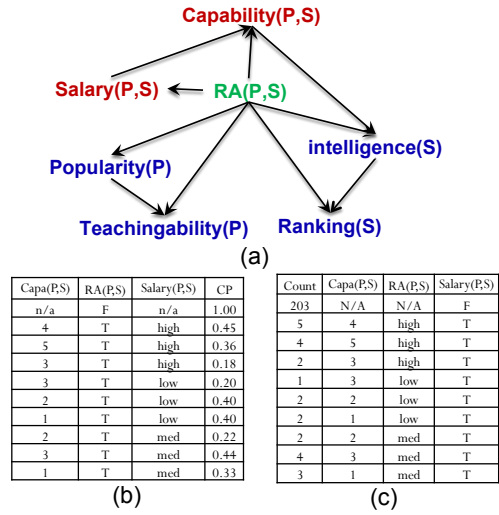 Capability(P,S)
Salary(P,S) RA(P,S)
intelligence(S)
Popularity(P)
Teachingability(P) Ranking(S)
(a)
Capa(P,S) RA(P,S) Salary(P,S) CP
n/a F n/a 1.00
4 T high 0.45
5 T high 0.36
3 T high 0.18
3 T low 0.20
2 T low 0.40
1 T low 0.40
2 T med 0.22
3 T med 0.44
1 T med 0.33
(b)
Count Capa(P,S) RA(P,S) Salary(P,S)
203 N/A N/A F
5 4 high T
4 5 high T
2 3 high T
1 3 low T
2 2 low T
2 1 low T
2 2 med T
4 3 med T
3 1 med T
(c)